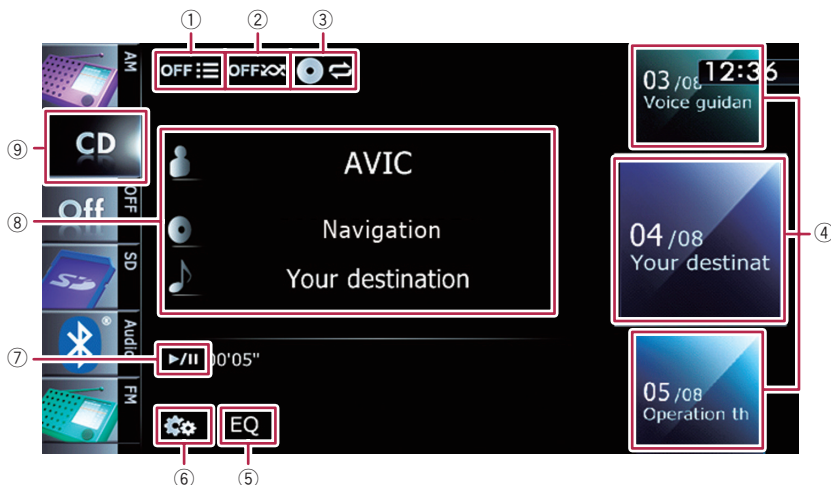 ① ② ③
AM
OFF OFF
12:36
03/08
Voice guidan
CD
⑨
AVIC
OFF
Off
⑧
Navigation
04/08
Your destinat
④
SD
SD
Your destination
Audio
⑦
00'05"
05/08
Operation th
FM
EQ
⑥ ⑤